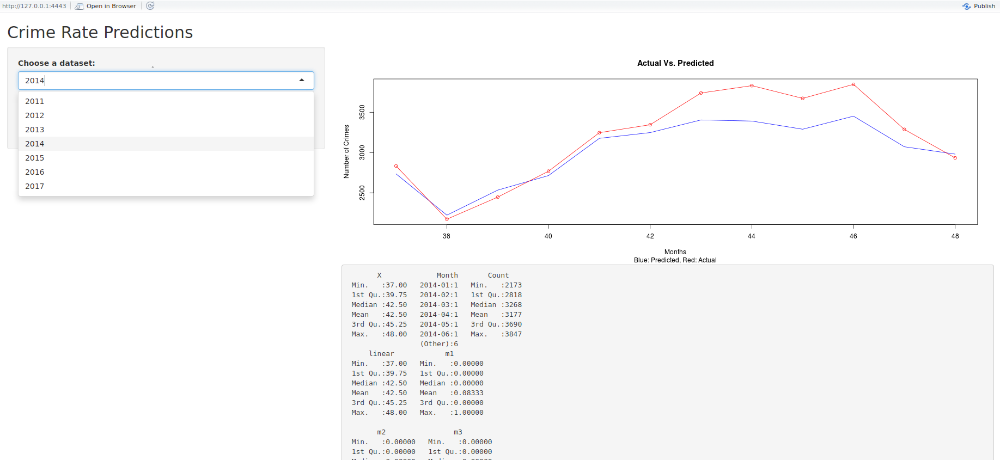 http://127.0.0.1:4443 Open in Browser Publish
Crime Rate Predictions
Choose a dataset:
2014
2011
2012
2013
2014
2015
2016
2017
Actual Vs. Predicted
Number of Crimes
3500
3000
2500
38 40 42 44 46 48
Months
Blue: Predicted, Red: Actual
X Month Count
Min. :37.00 2014-01:1 Min. :2173
1st Qu.:39.75 2014-02:1 1st Qu.:2818
Median :42.50 2014-03:1 Median :3268
Mean :42.50 2014-04:1 Mean :3177
3rd Qu.:45.25 2014-05:1 3rd Qu.:3690
Max. :48.00 2014-06:1 Max. :3847
(Other):6
linear m1
Min. :37.00 Min. :0.00000
1st Qu.:39.75 1st Qu.:0.00000
Median :42.50 Median :0.00000
Mean :42.50 Mean :0.08333
3rd Qu.:45.25 3rd Qu.:0.00000
Max. :48.00 Max. :1.00000
m2 m3
Min. :0.00000 Min. :0.00000
1st Qu.:0.00000 1st Qu.:0.00000